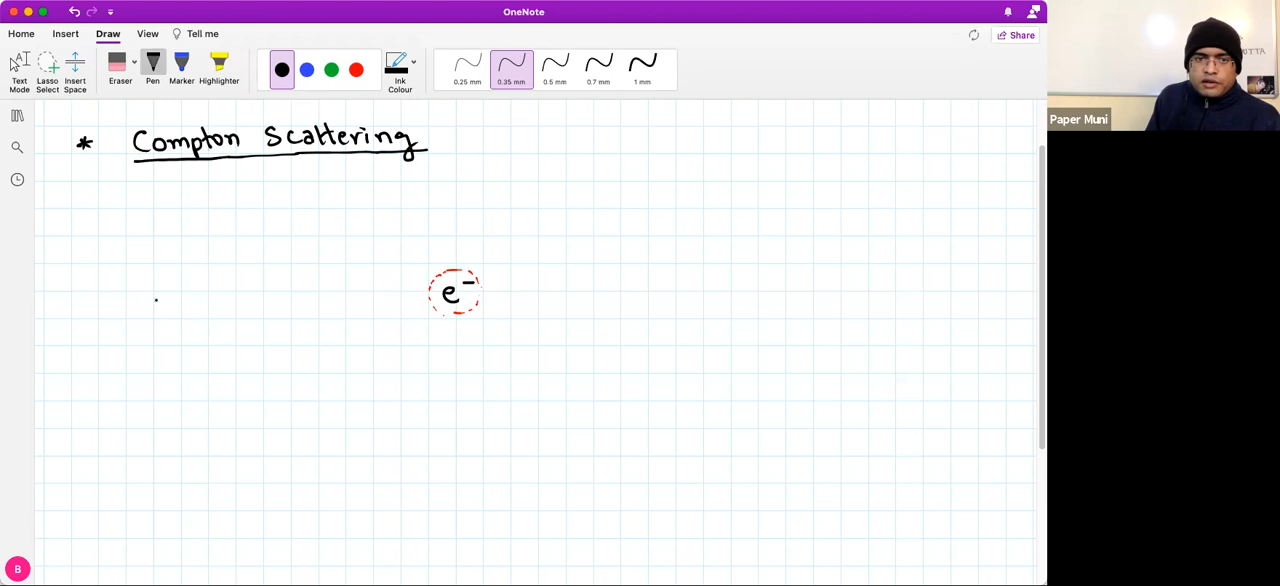 OneNote
Home Insert Draw View Tell me
Share
Text Mode
Lasso Select
Insert Space
Eraser
Pen
Marker
Highlighter
Ink Colour
0.25 mm
0.35 mm
0.5 mm
0.7 mm
1 mm
Paper Muni
* Compton Scattering
e⁻
B